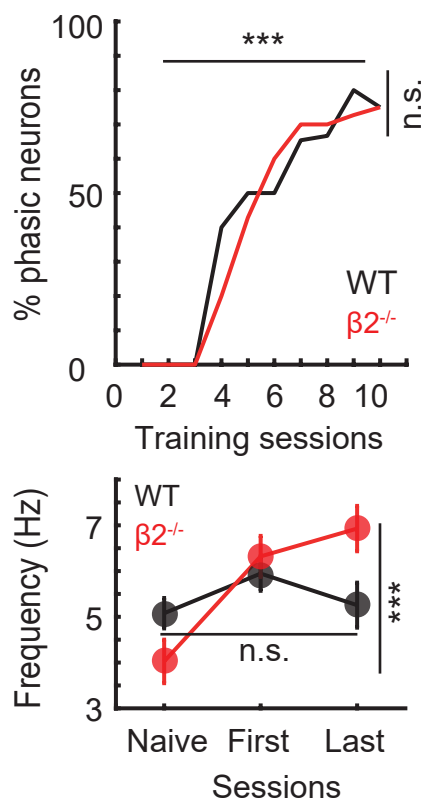 100
***
n.s.
50
% phasic neurons
WT
β2-/-
0
0 2 4 6 8 10
Training sessions
WT
β2-/-
7
5
3
Frequency (Hz)
***
n.s.
Naive First Last
Sessions